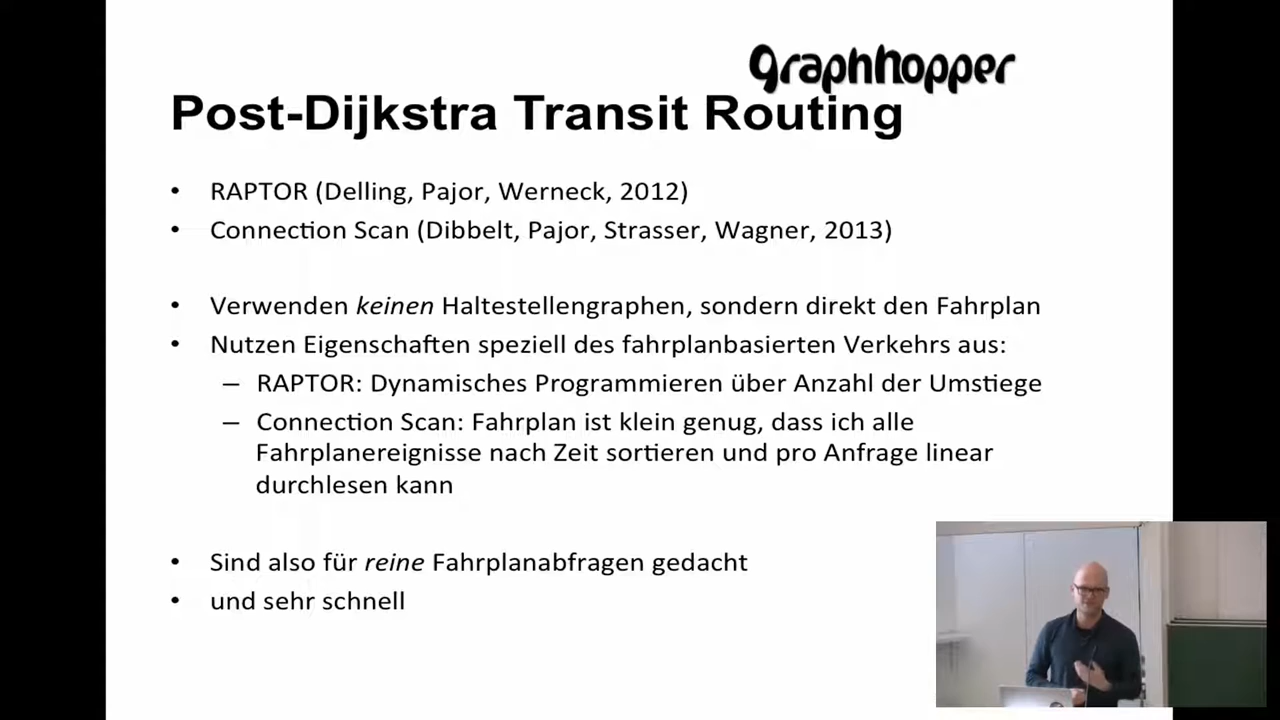 graphhopper
Post-Dijkstra Transit Routing
• RAPTOR (Delling, Pajor, Werneck, 2012)
• Connection Scan (Dibbelt, Pajor, Strasser, Wagner, 2013)
• Verwenden keinen Haltestellengraphen, sondern direkt den Fahrplan
• Nutzen Eigenschaften speziell des fahrplanbasierten Verkehrs aus:
– RAPTOR: Dynamisches Programmieren über Anzahl der Umstiege
– Connection Scan: Fahrplan ist klein genug, dass ich alle
Fahrplanereignisse nach Zeit sortieren und pro Anfrage linear
durchlesen kann
• Sind also für reine Fahrplanabfragen gedacht
• und sehr schnell